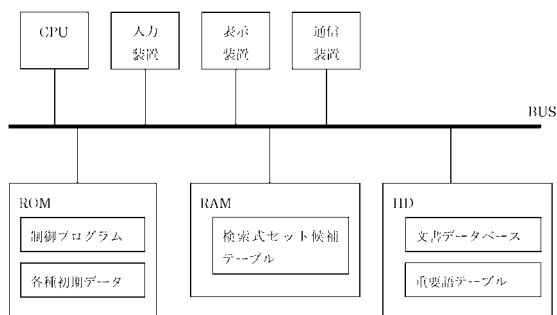 CPU
入力
装置
表示
装置
通信
装置
BUS
ROM
制御プログラム
各種初期データ
RAM
検索式セット候補
テーブル
HD
文書データベース
重要語テーブル